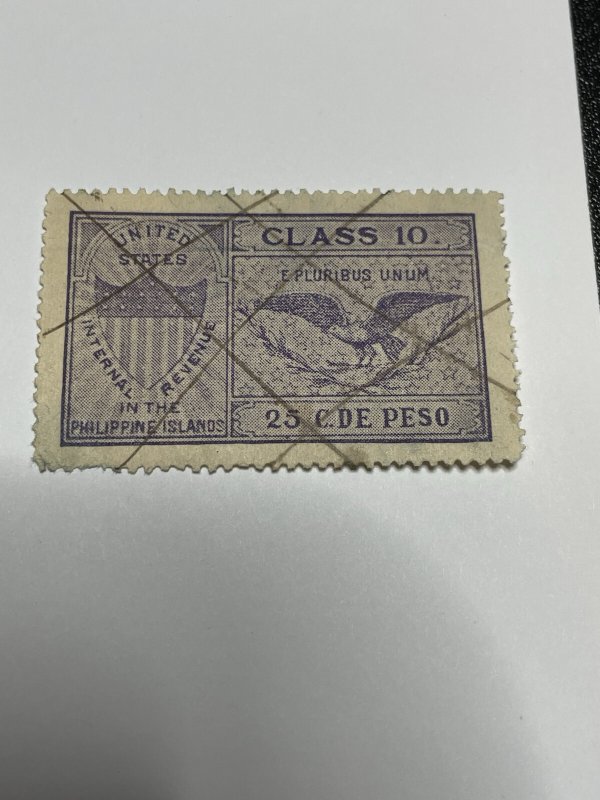 UNITED
STATES
INTERNAL REVENUE
IN THE
PHILIPPINE ISLANDS
CLASS 10.
E PLURIBUS UNUM
25 C. DE PESO